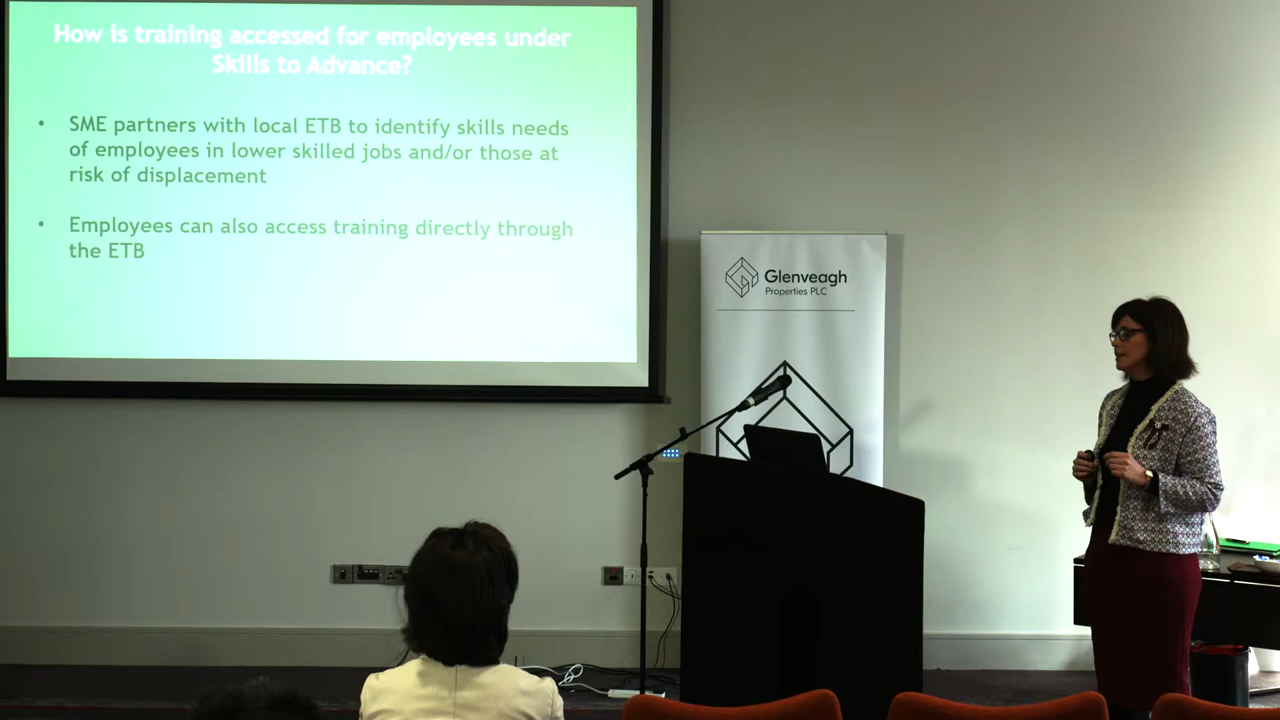 How is training accessed for employees under
Skills to Advance?
• SME partners with local ETB to identify skills needs
of employees in lower skilled jobs and/or those at
risk of displacement
• Employees can also access training directly through
the ETB
Glenveagh
Properties PLC